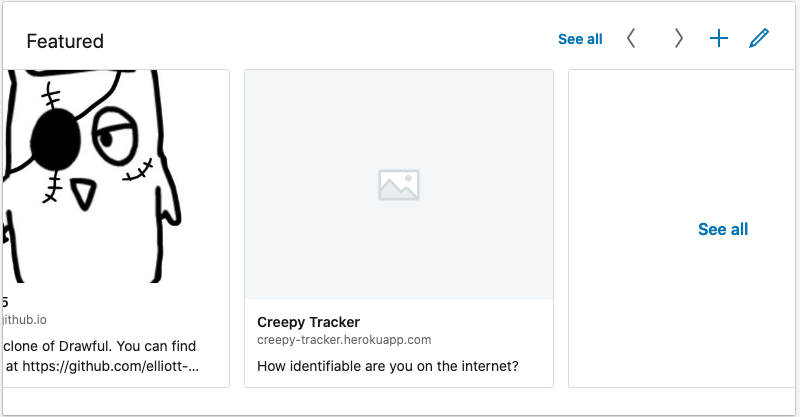 Featured
See all
5
github.io
clone of Drawful. You can find
at https://github.com/elliott-...
Creepy Tracker
creepy-tracker.herokuapp.com
How identifiable are you on the internet?
See all